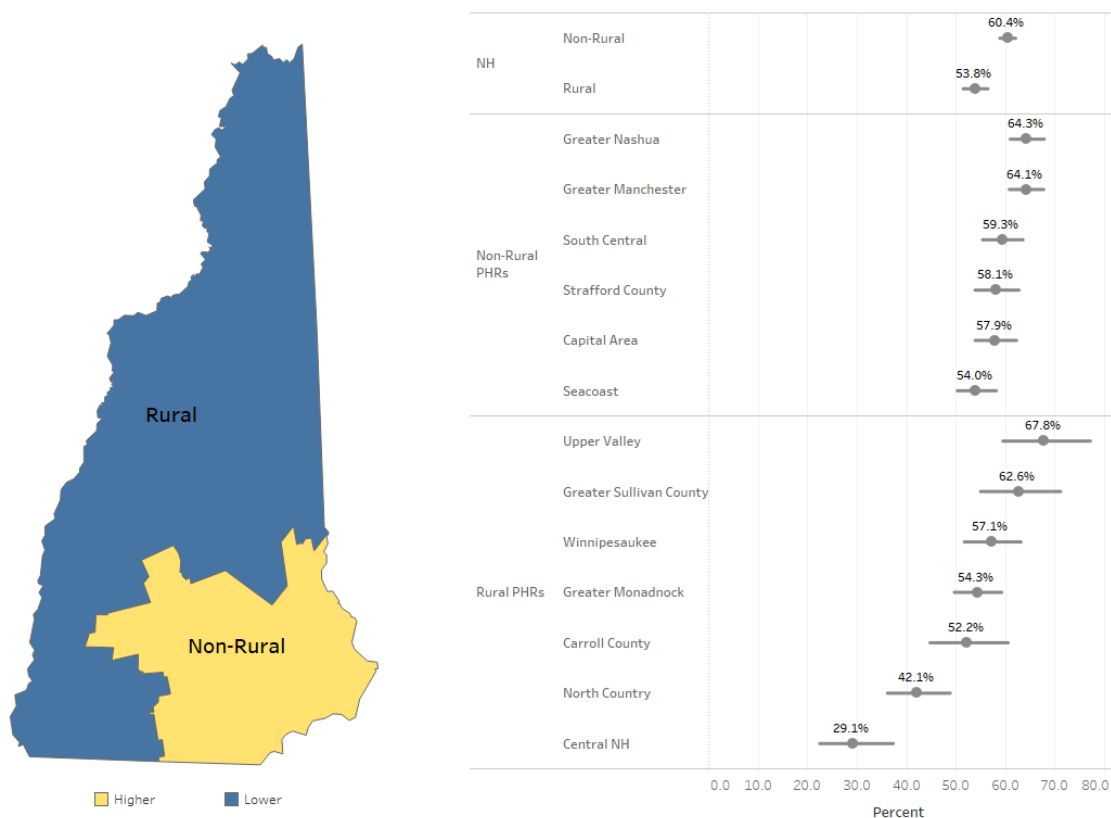 Rural
Non-Rural
Higher
Lower
NH
Non-Rural
60.4%
Rural
53.8%
Non-Rural
PHRs
Greater Nashua
64.3%
Greater Manchester
64.1%
South Central
59.3%
Strafford County
58.1%
Capital Area
57.9%
Seacoast
54.0%
Rural PHRs
Upper Valley
67.8%
Greater Sullivan County
62.6%
Winnipesaukee
57.1%
Greater Monadnock
54.3%
Carroll County
52.2%
North Country
42.1%
Central NH
29.1%
0.0 10.0 20.0 30.0 40.0 50.0 60.0 70.0 80.0
Percent